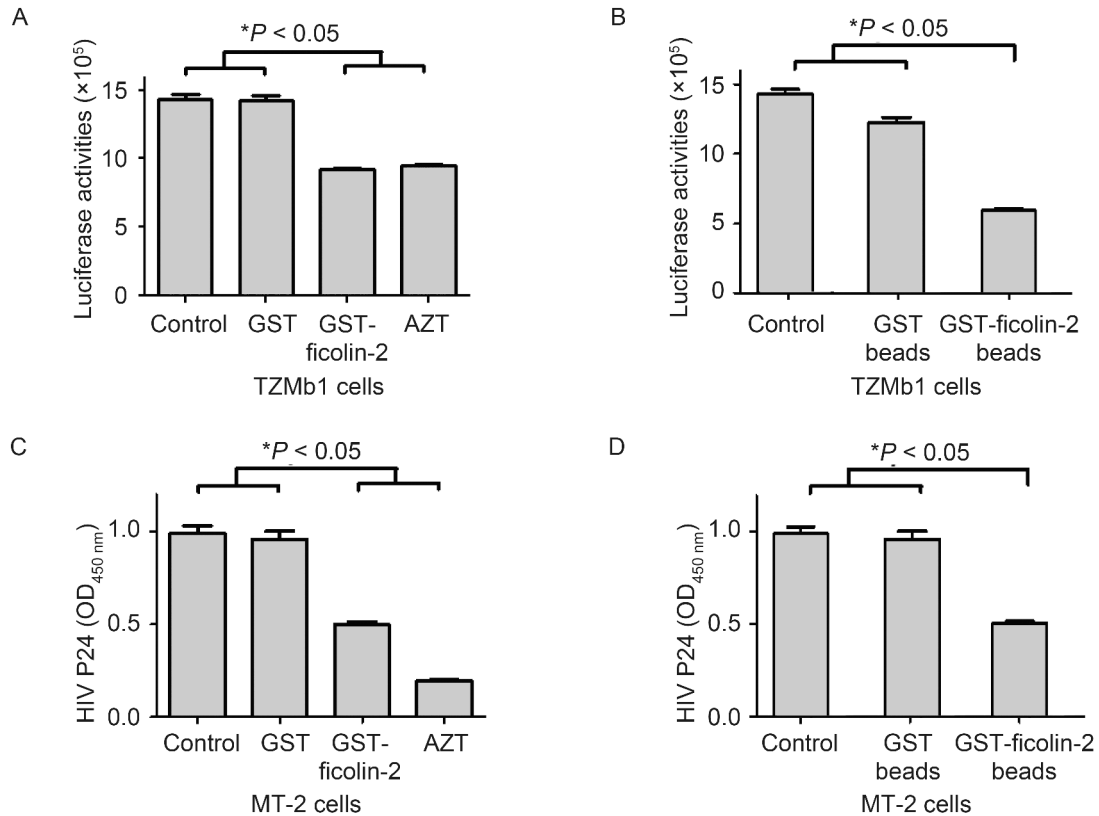 A
*P < 0.05
Luciferase activities (×10⁵)
15
10
5
0
Control
GST
GST-
ficolin-2
AZT
TZMb1 cells
B
*P < 0.05
Luciferase activities (×10⁵)
15
10
5
0
Control
GST
beads
GST-ficolin-2
beads
TZMb1 cells
C
*P < 0.05
HIV P24 (OD450 nm)
1.0
0.5
0.0
Control
GST
GST-
ficolin-2
AZT
MT-2 cells
D
*P < 0.05
HIV P24 (OD450 nm)
1.0
0.5
0.0
Control
GST
beads
GST-ficolin-2
beads
MT-2 cells